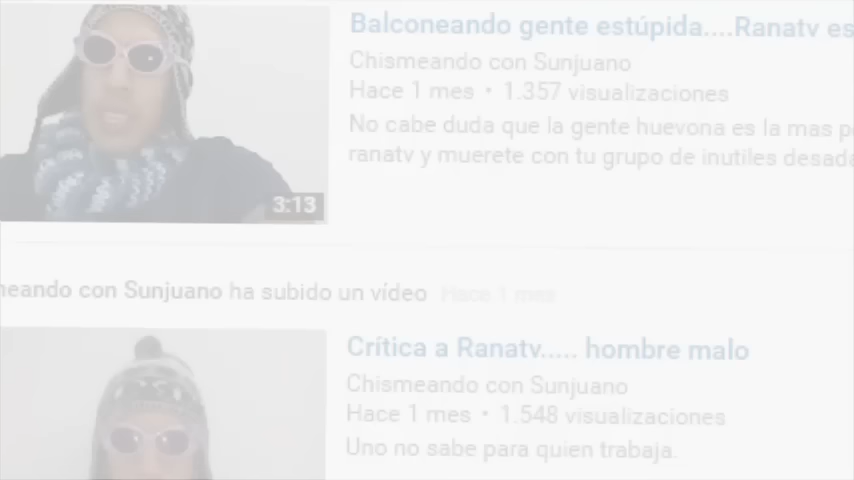 Balconeando gente estúpida....Ranatv es
Chismeando con Sunjuano
Hace 1 mes • 1.357 visualizaciones
No cabe duda que la gente huevona es la mas p
ranatv y muerete con tu grupo de inutiles desada
3:13
neando con Sunjuano ha subido un vídeo Hace 1 mes
Crítica a Ranatv..... hombre malo
Chismeando con Sunjuano
Hace 1 mes • 1.548 visualizaciones
Uno no sabe para quien trabaja.